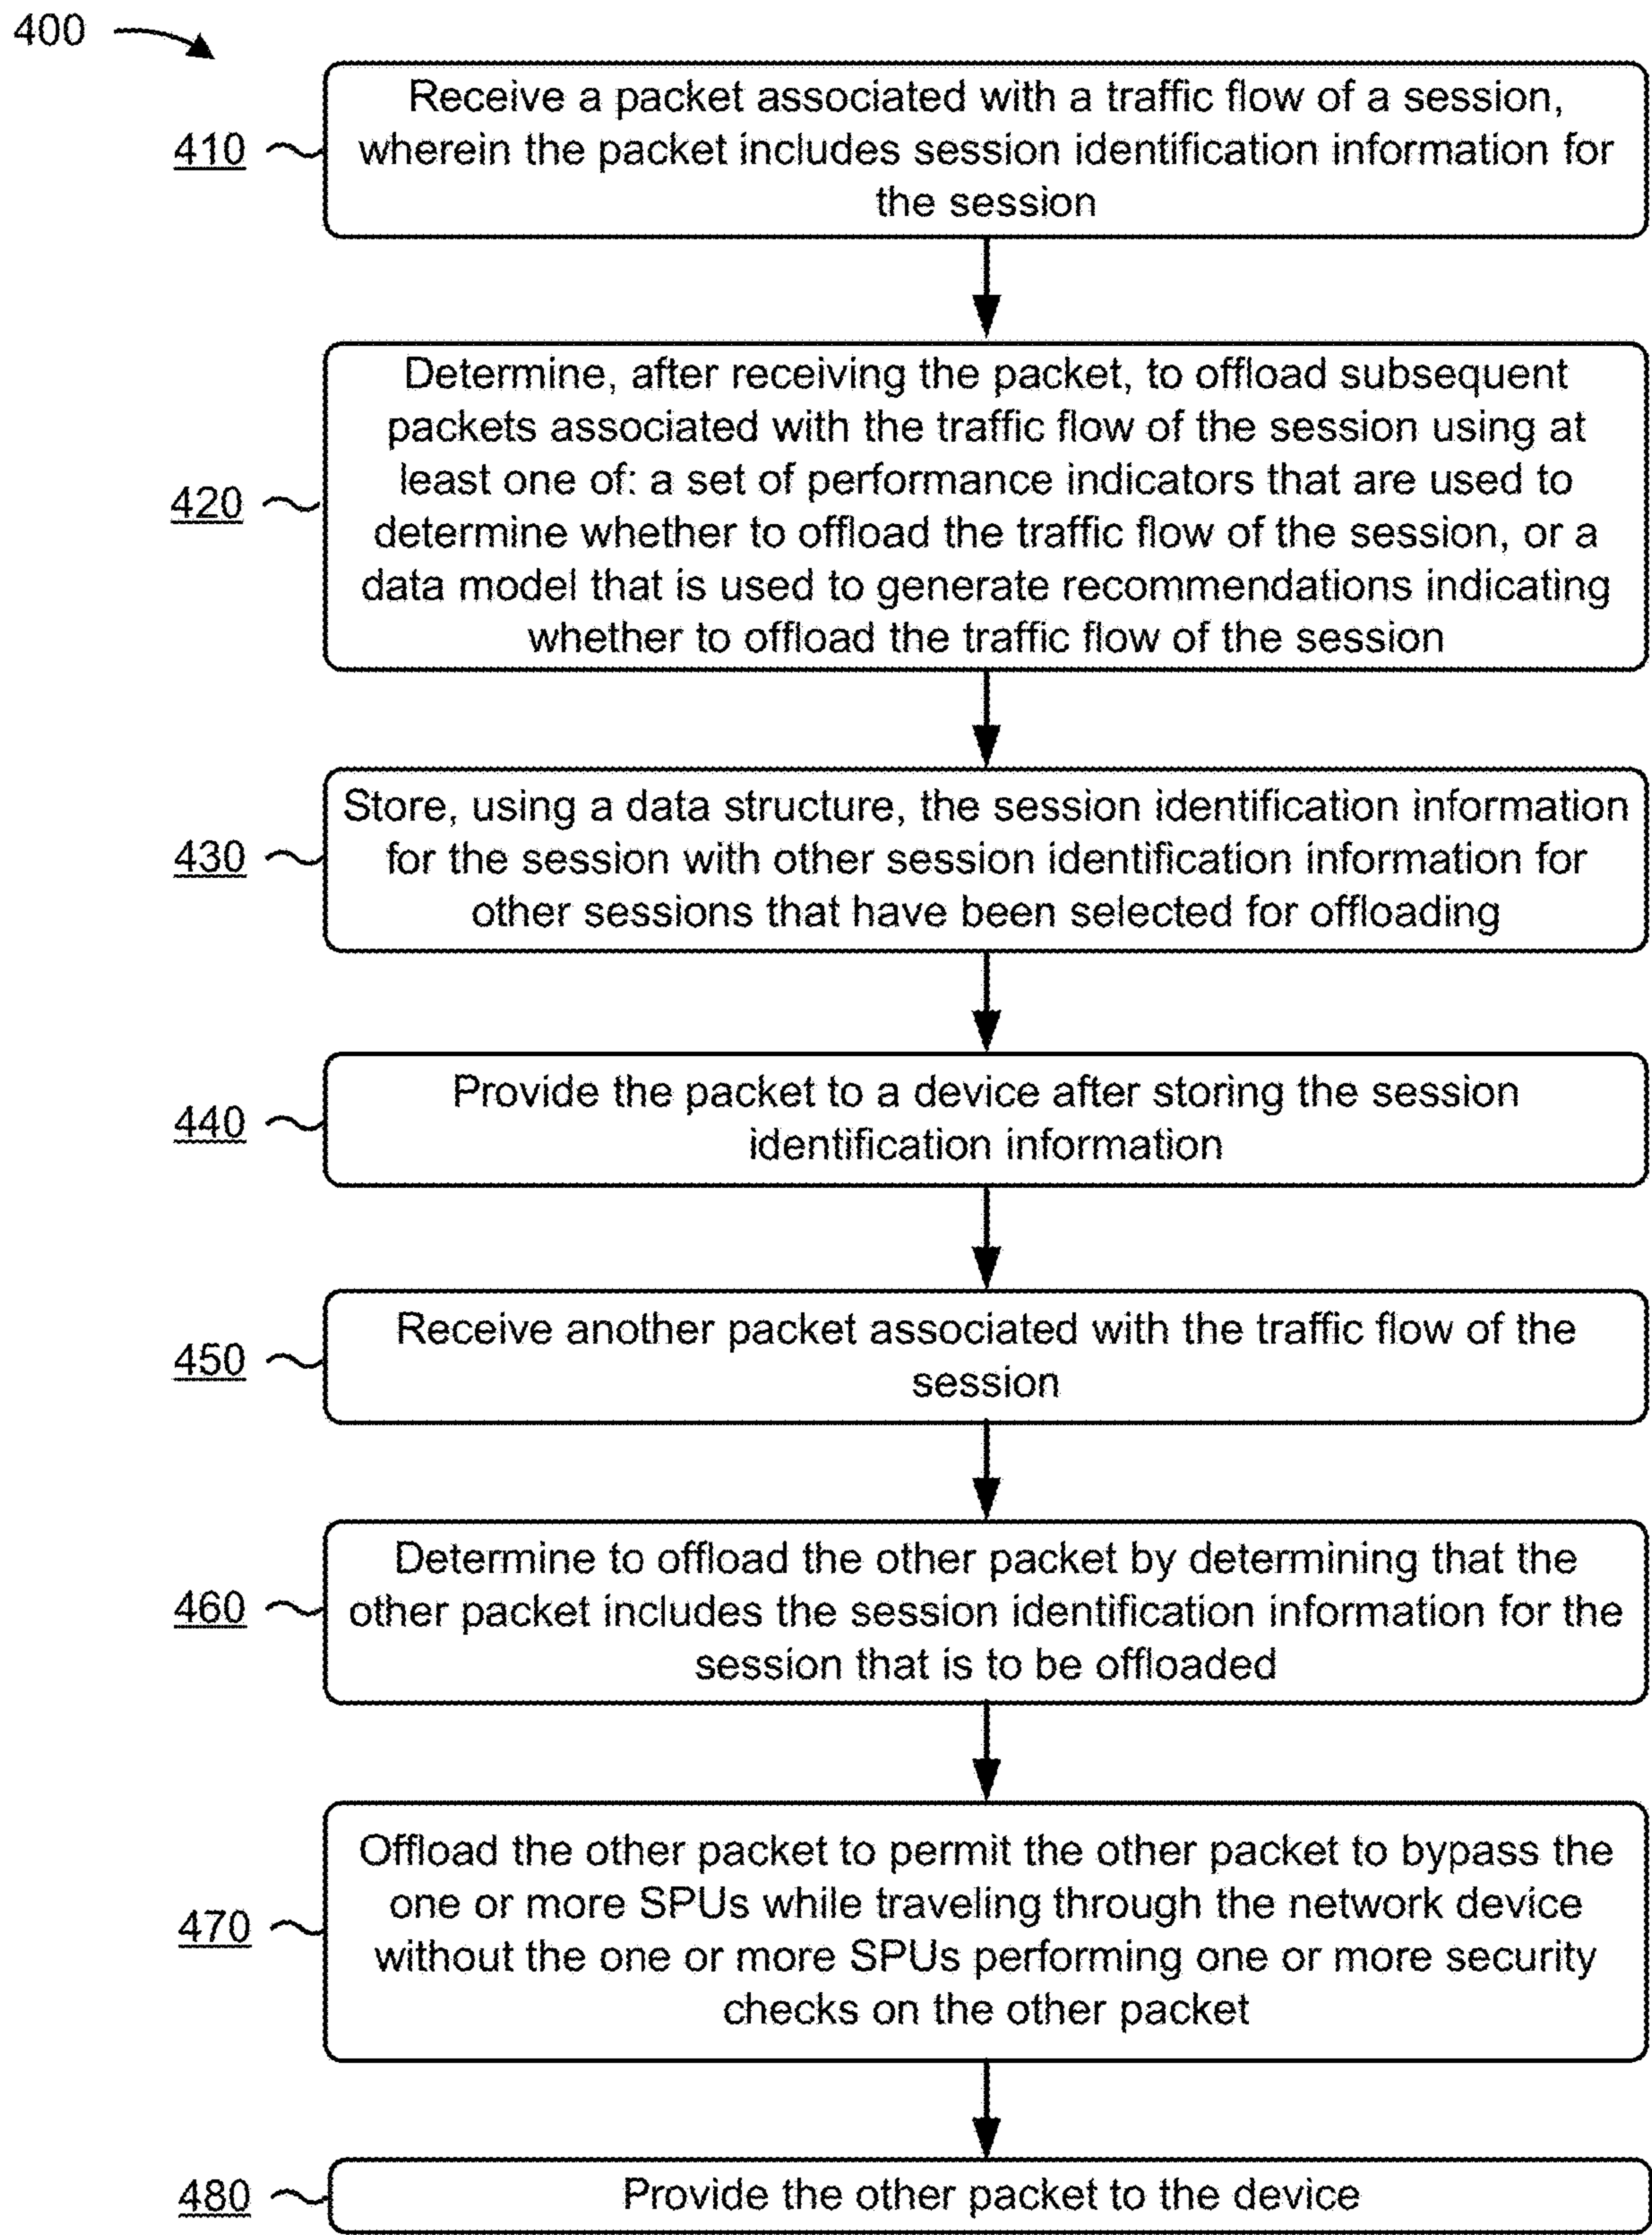 400
Receive a packet associated with a traffic flow of a session,
wherein the packet includes session identification information for
the session
410
Determine, after receiving the packet, to offload subsequent
packets associated with the traffic flow of the session using at
least one of: a set of performance indicators that are used to
determine whether to offload the traffic flow of the session, or a
data model that is used to generate recommendations indicating
whether to offload the traffic flow of the session
420
Store, using a data structure, the session identification information
for the session with other session identification information for
other sessions that have been selected for offloading
430
Provide the packet to a device after storing the session
identification information
440
Receive another packet associated with the traffic flow of the
session
450
Determine to offload the other packet by determining that the
other packet includes the session identification information for the
session that is to be offloaded
460
Offload the other packet to permit the other packet to bypass the
one or more SPUs while traveling through the network device
without the one or more SPUs performing one or more security
checks on the other packet
470
Provide the other packet to the device
480